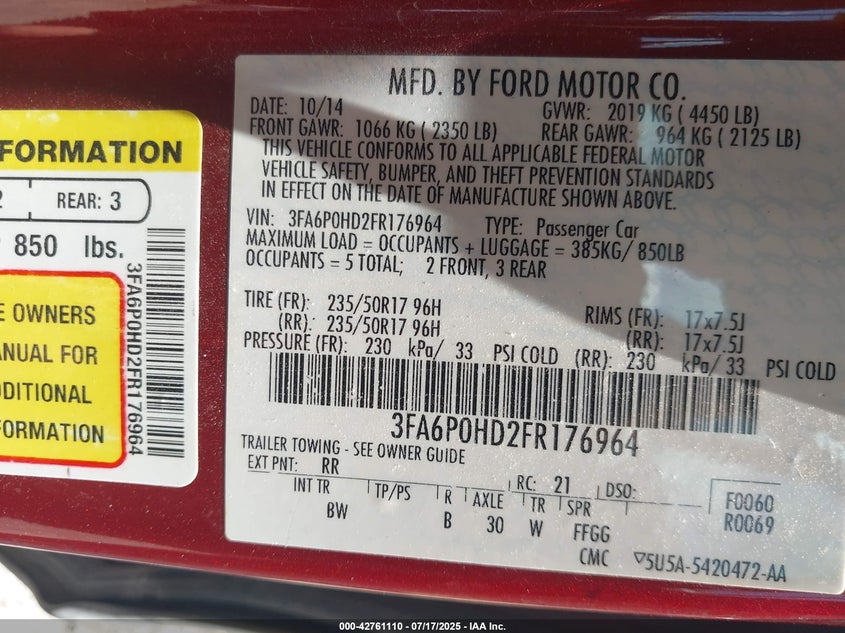 FORMATION
2 REAR: 3
850 lbs.
E OWNERS
ANUAL FOR
DDITIONAL
FORMATION
3FA6P0HD2FR176964
MFD. BY FORD MOTOR CO.
DATE: 10/14 GVWR: 2019 KG ( 4450 LB)
FRONT GAWR: 1066 KG ( 2350 LB) REAR GAWR: 964 KG ( 2125 LB)
THIS VEHICLE CONFORMS TO ALL APPLICABLE FEDERAL MOTOR
VEHICLE SAFETY, BUMPER, AND THEFT PREVENTION STANDARDS
IN EFFECT ON THE DATE OF MANUFACTURE SHOWN ABOVE.
VIN: 3FA6P0HD2FR176964 TYPE: Passenger Car
MAXIMUM LOAD = OCCUPANTS + LUGGAGE = 385KG/ 850LB
OCCUPANTS = 5 TOTAL; 2 FRONT, 3 REAR
TIRE (FR): 235/50R17 96H RIMS (FR): 17x7.5J
(RR): 235/50R17 96H (RR): 17x7.5J
PRESSURE (FR): 230 kPa/ 33 PSI COLD (RR): 230 kPa/ 33 PSI COLD
3FA6P0HD2FR176964
TRAILER TOWING - SEE OWNER GUIDE
EXT PNT: RR RC: 21 DSO: F0060
INT TR TP/PS R AXLE TR SPR R0069
BW B 30 W FFGG
CMC ▽5U5A-5420472-AA
000-42761110 - 07/17/2025 - IAA Inc.